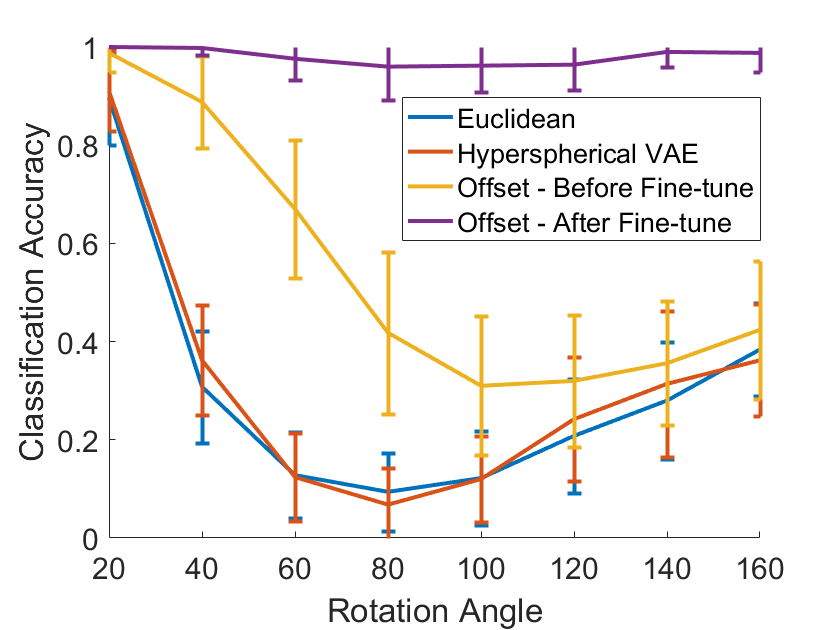 1
0.8
0.6
0.4
0.2
0
Classification Accuracy
Euclidean
Hyperspherical VAE
Offset - Before Fine-tune
Offset - After Fine-tune
20 40 60 80 100 120 140 160
Rotation Angle